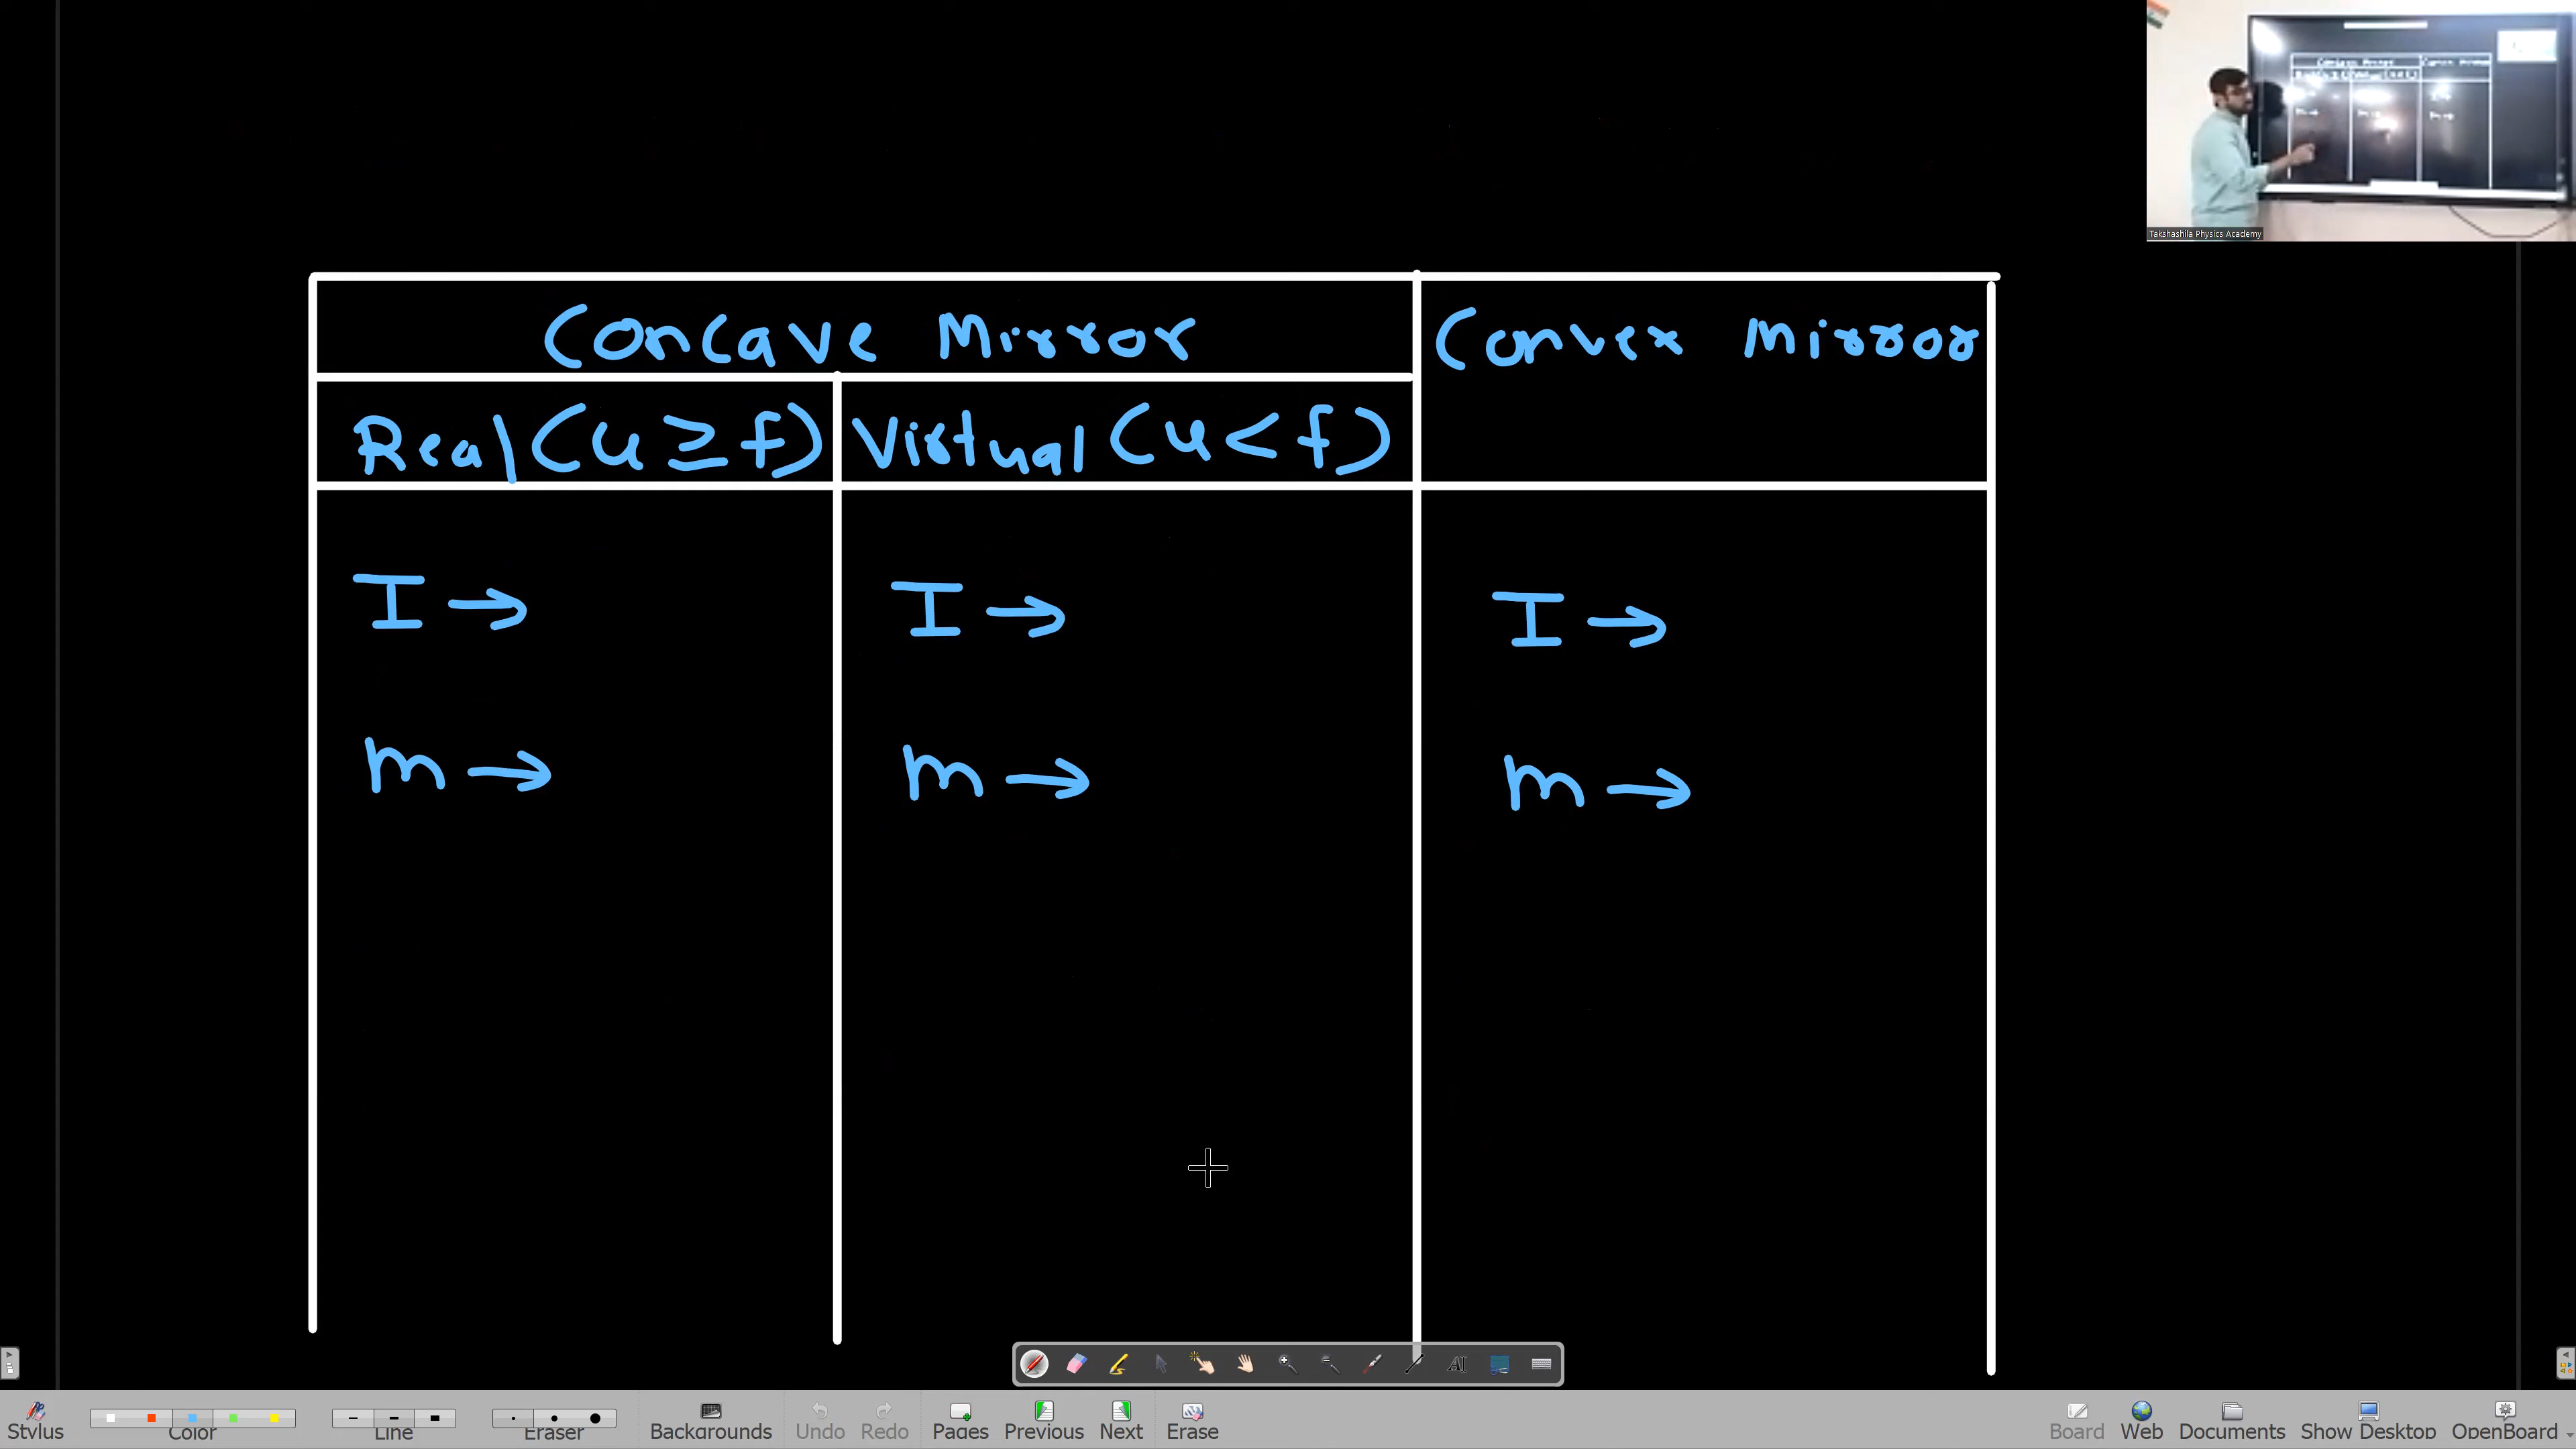 Takshashila Physics Academy
Concave Mirror
Convex Mirror
Real (u ≥ f)
Virtual (u < f)
I →
I →
I →
m →
m →
m →
Stylus
Color
Line
Eraser
Backgrounds
Undo
Redo
Pages
Previous
Next
Erase
Board
Web
Documents
Show Desktop
OpenBoard